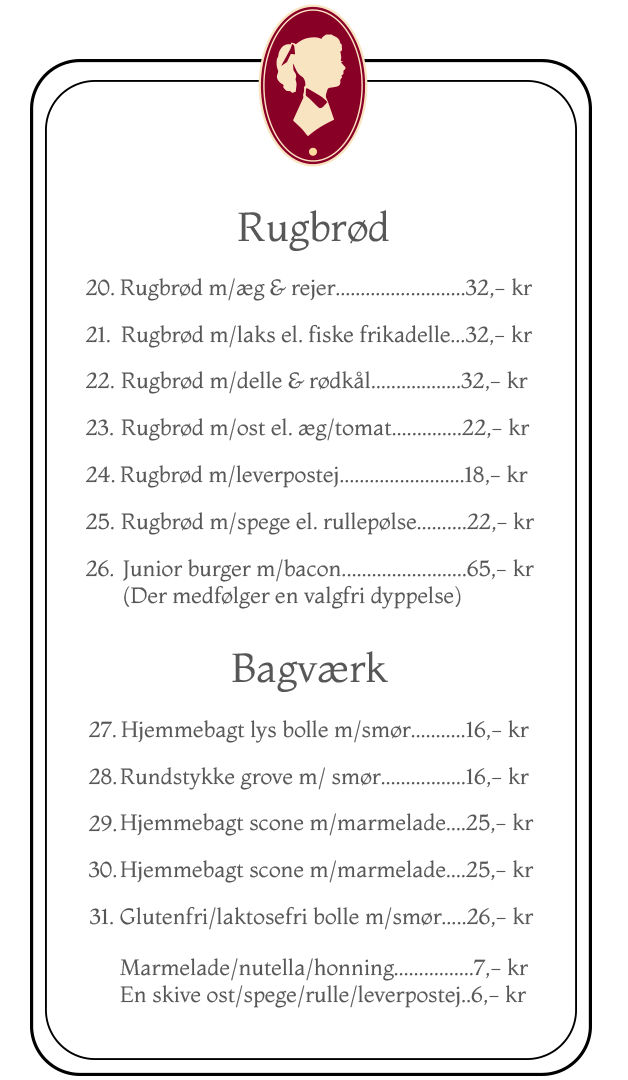 Rugbrød
20. Rugbrød m/æg & rejer..........................32,- kr
21. Rugbrød m/laks el. fiske frikadelle...32,- kr
22. Rugbrød m/delle & rødkål..................32,- kr
23. Rugbrød m/ost el. æg/tomat..............22,- kr
24. Rugbrød m/leverpostej.........................18,- kr
25. Rugbrød m/spege el. rullepølse..........22,- kr
26. Junior burger m/bacon.........................65,- kr
(Der medfølger en valgfri dyppelse)
Bagværk
27. Hjemmebagt lys bolle m/smør...........16,- kr
28. Rundstykke grove m/ smør.................16,- kr
29. Hjemmebagt scone m/marmelade....25,- kr
30. Hjemmebagt scone m/marmelade....25,- kr
31. Glutenfri/laktosefri bolle m/smør.....26,- kr
Marmelade/nutella/honning................7,- kr
En skive ost/spege/rulle/leverpostej..6,- kr